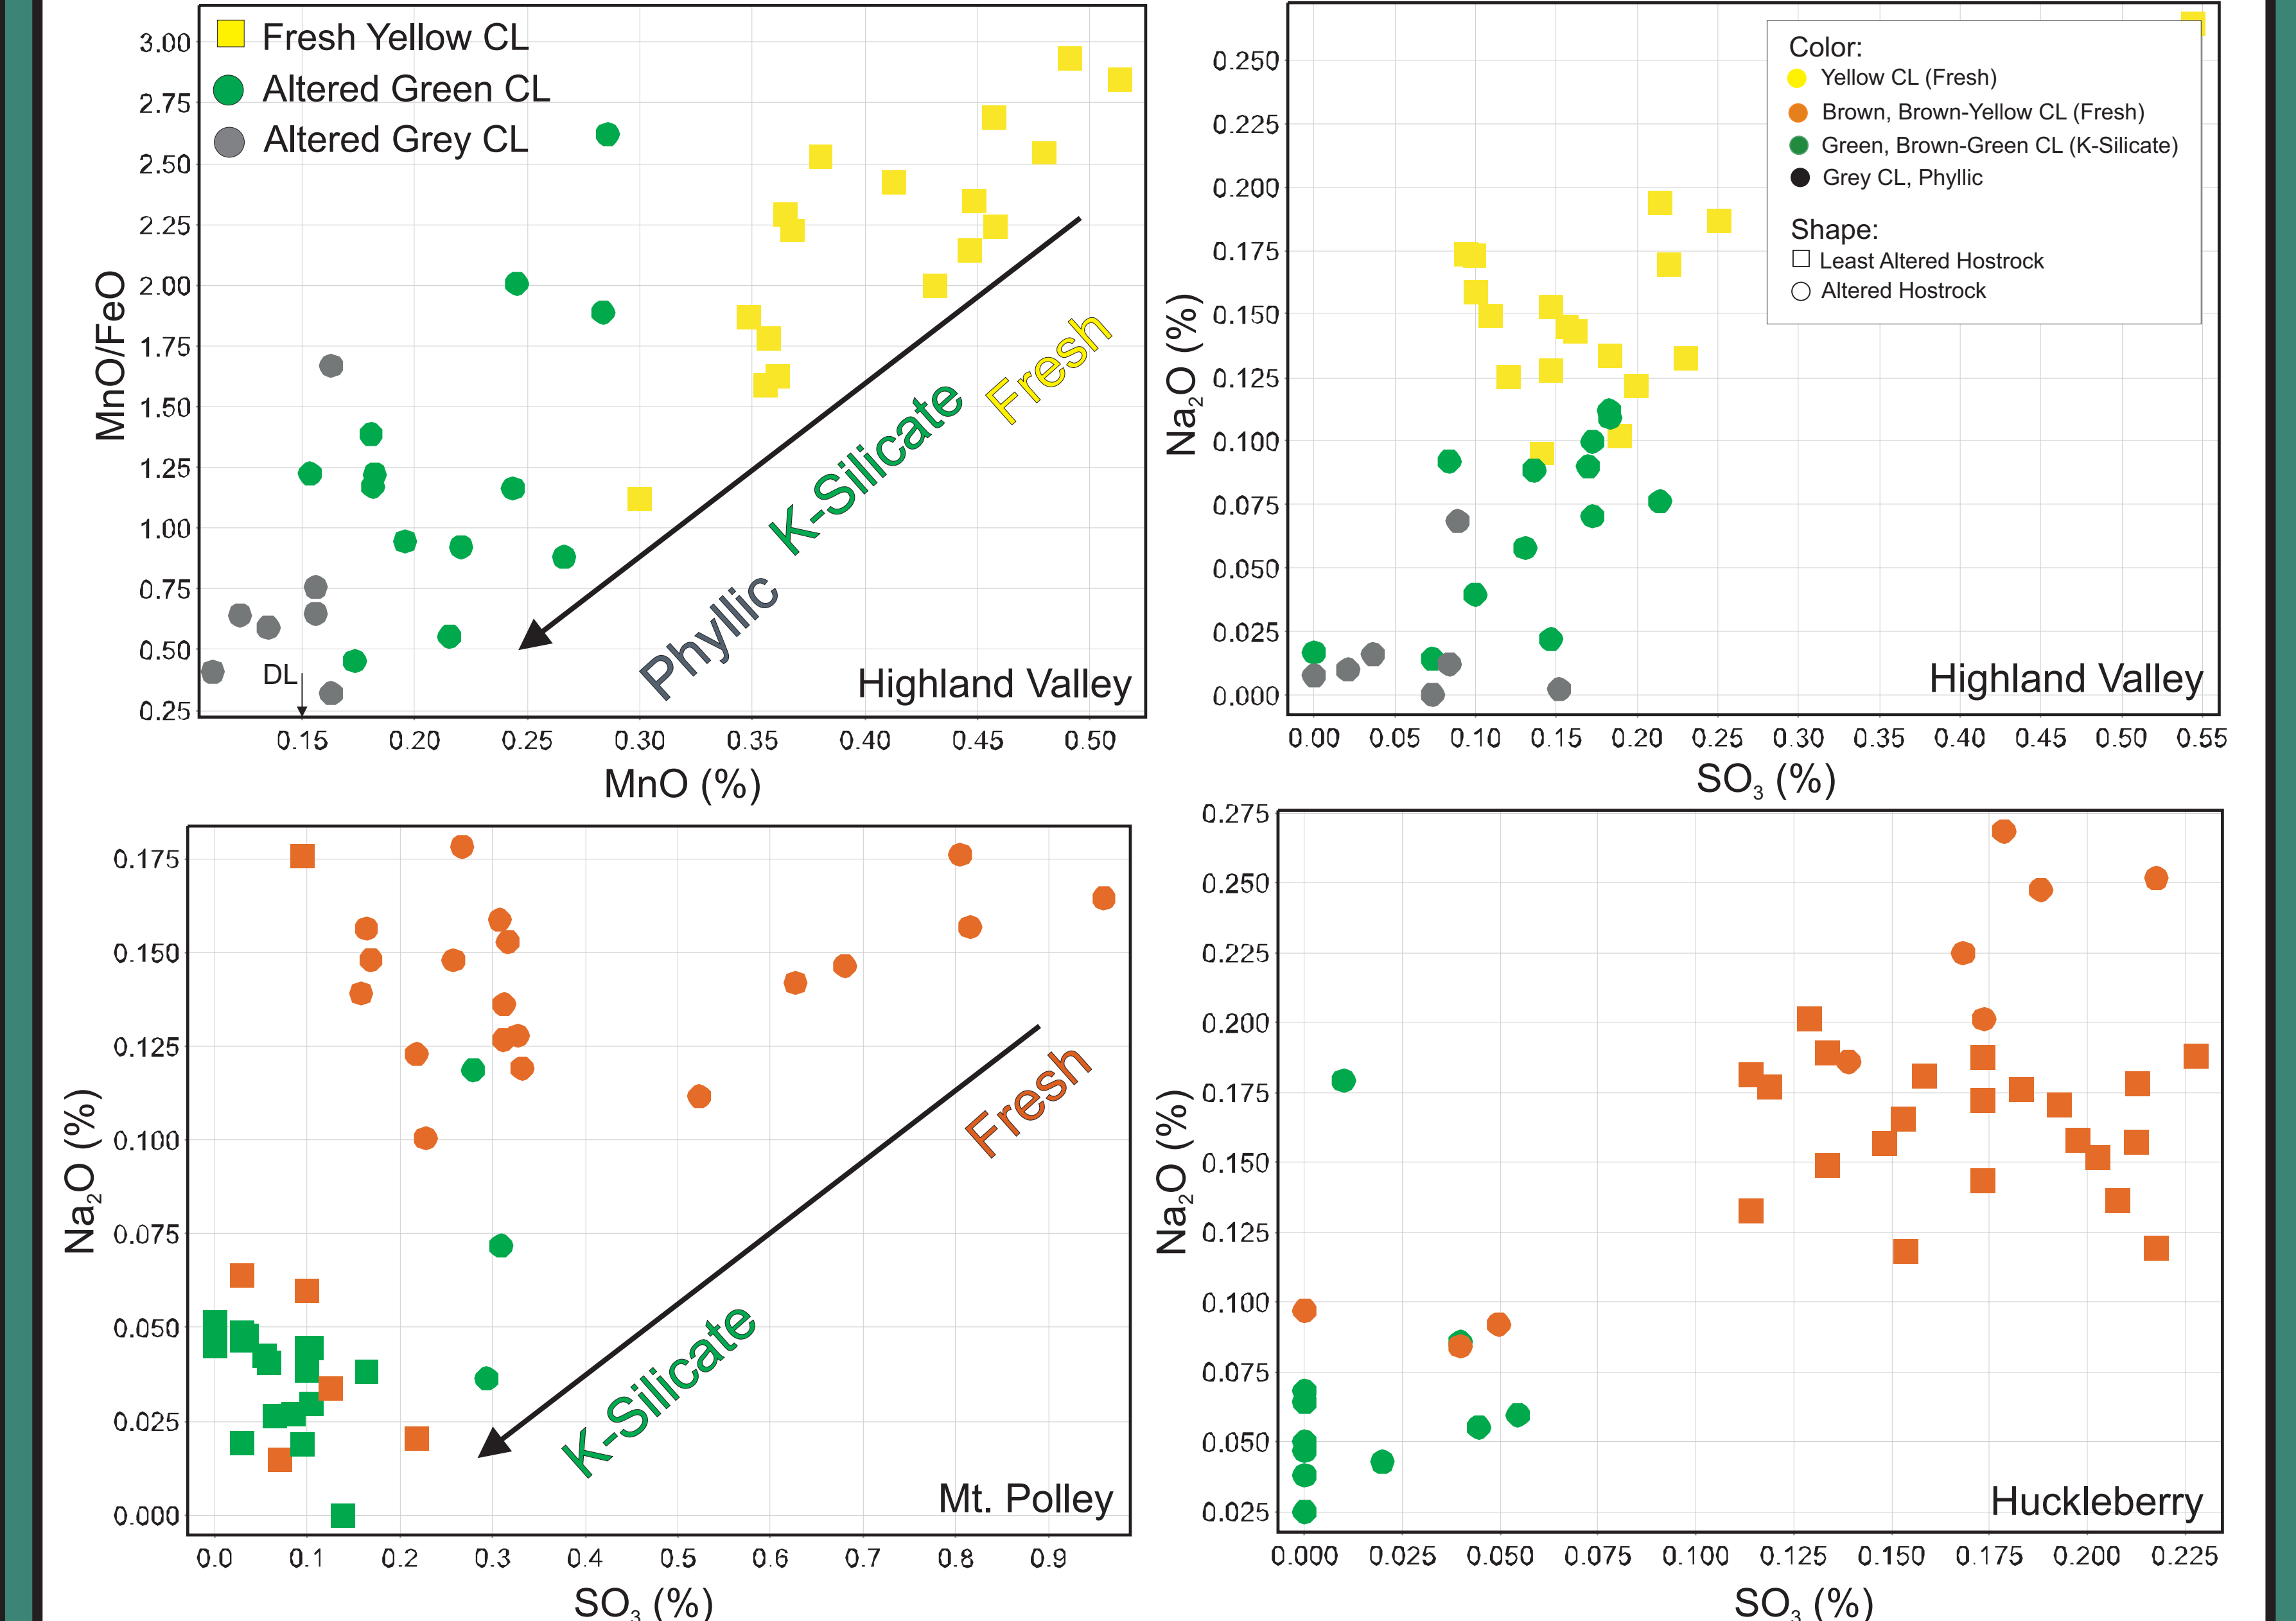 Fresh Yellow CL
Altered Green CL
Altered Grey CL
3.00
2.75
2.50
2.25
2.00
1.75
1.50
1.25
1.00
0.75
0.50
0.25
MnO/FeO
Fresh
K-Silicate
Phyllic
DL
Highland Valley
0.15 0.20 0.25 0.30 0.35 0.40 0.45 0.50
MnO (%)
Color:
Yellow CL (Fresh)
Brown, Brown-Yellow CL (Fresh)
Green, Brown-Green CL (K-Silicate)
Grey CL, Phyllic
Shape:
Least Altered Hostrock
Altered Hostrock
0.250
0.225
0.200
0.175
0.150
0.125
0.100
0.075
0.050
0.025
0.000
Na₂O (%)
Highland Valley
0.00 0.05 0.10 0.15 0.20 0.25 0.30 0.35 0.40 0.45 0.50 0.55
SO₃ (%)
0.175
0.150
0.125
0.100
0.075
0.050
0.025
0.000
Na₂O (%)
Fresh
K-Silicate
Mt. Polley
0.0 0.1 0.2 0.3 0.4 0.5 0.6 0.7 0.8 0.9
SO₃ (%)
0.275
0.250
0.225
0.200
0.175
0.150
0.125
0.100
0.075
0.050
0.025
Na₂O (%)
Huckleberry
0.000 0.025 0.050 0.075 0.100 0.125 0.150 0.175 0.200 0.225
SO₃ (%)